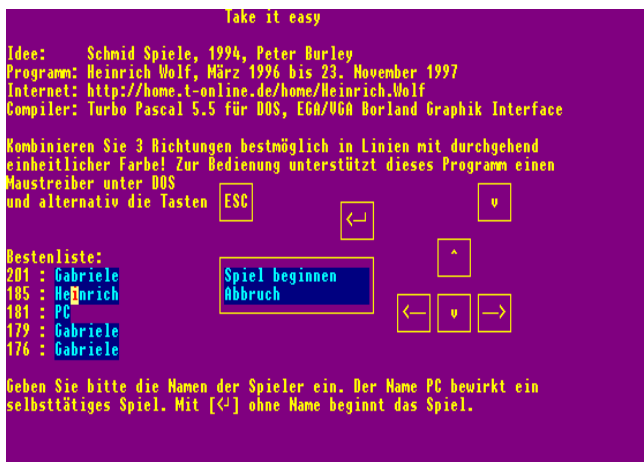 Take it easy
Idee: Schmid Spiele, 1994, Peter Burley
Programm: Heinrich Wolf, März 1996 bis 23. November 1997
Internet: http://home.t-online.de/home/Heinrich.Wolf
Compiler: Turbo Pascal 5.5 für DOS, EGA/VGA Borland Graphik Interface
Kombinieren Sie 3 Richtungen bestmöglich in Linien mit durchgehend
einheitlicher Farbe! Zur Bedienung unterstützt dieses Programm einen
Maustreiber unter DOS
und alternativ die Tasten ESC <┘ v
^
<— v —>
Bestenliste:
201 : Gabriele
185 : Heinrich
181 : PC
179 : Gabriele
176 : Gabriele
Spiel beginnen
Abbruch
Geben Sie bitte die Namen der Spieler ein. Der Name PC bewirkt ein
selbsttätiges Spiel. Mit [<┘] ohne Name beginnt das Spiel.